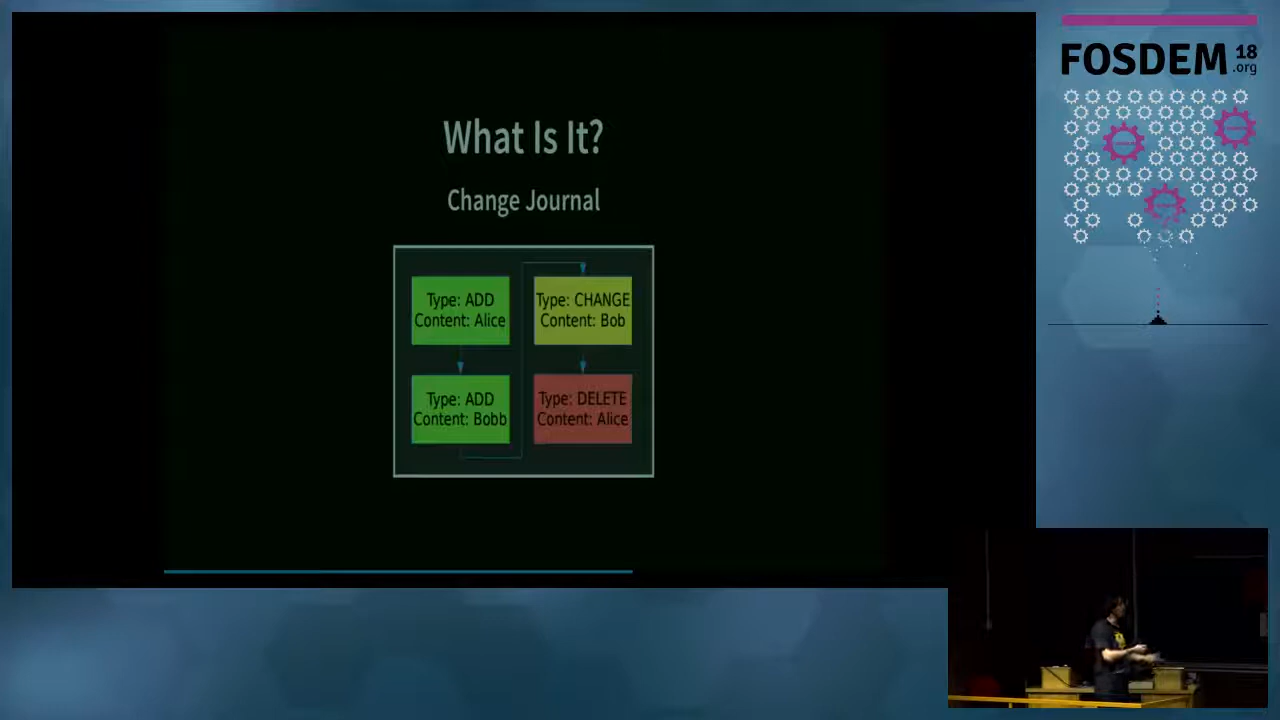 What Is It?
Change Journal
Type: ADD
Content: Alice
Type: ADD
Content: Bobb
Type: CHANGE
Content: Bob
Type: DELETE
Content: Alice
FOSDEM 18
.org